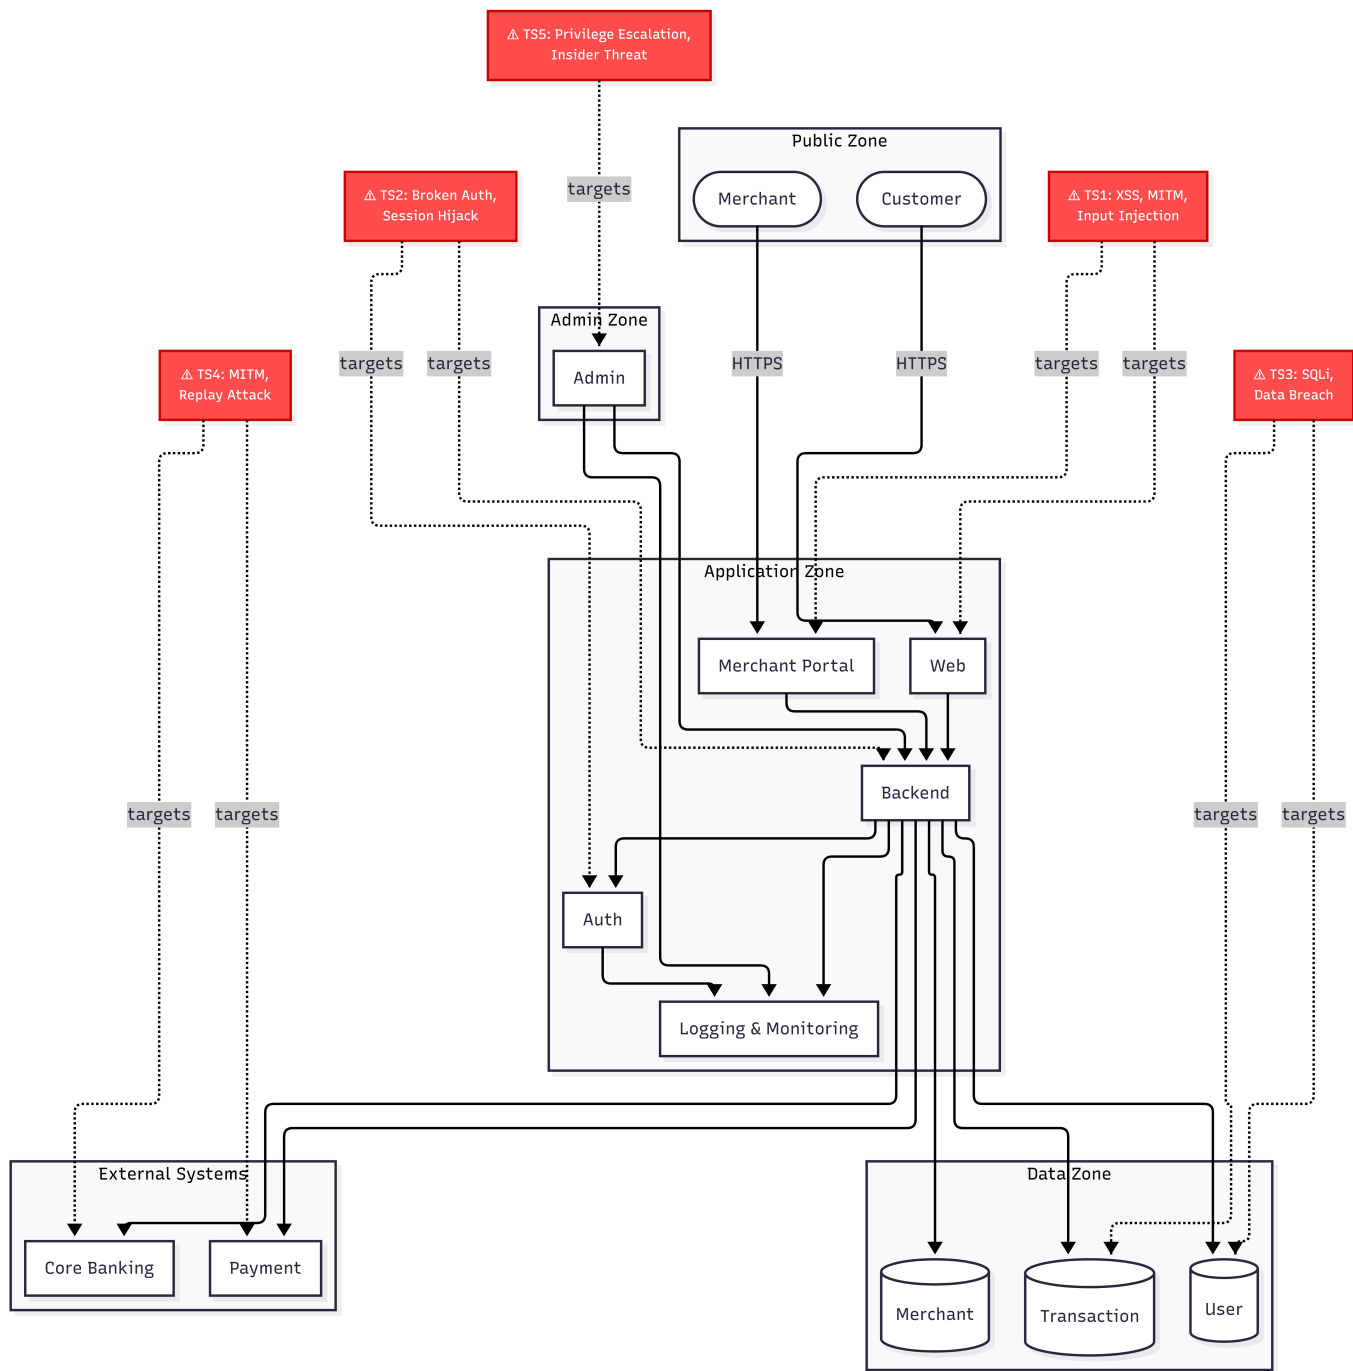 ⚠ TS5: Privilege Escalation,
Insider Threat
Public Zone
⚠ TS2: Broken Auth,
Session Hijack
targets
Merchant
Customer
⚠ TS1: XSS, MITM,
Input Injection
Admin Zone
⚠ TS4: MITM,
Replay Attack
targets
targets
Admin
HTTPS
HTTPS
targets
targets
⚠ TS3: SQLi,
Data Breach
Application Zone
Merchant Portal
Web
Backend
targets
targets
targets
targets
Auth
Logging & Monitoring
External Systems
Data Zone
Core Banking
Payment
Merchant
Transaction
User